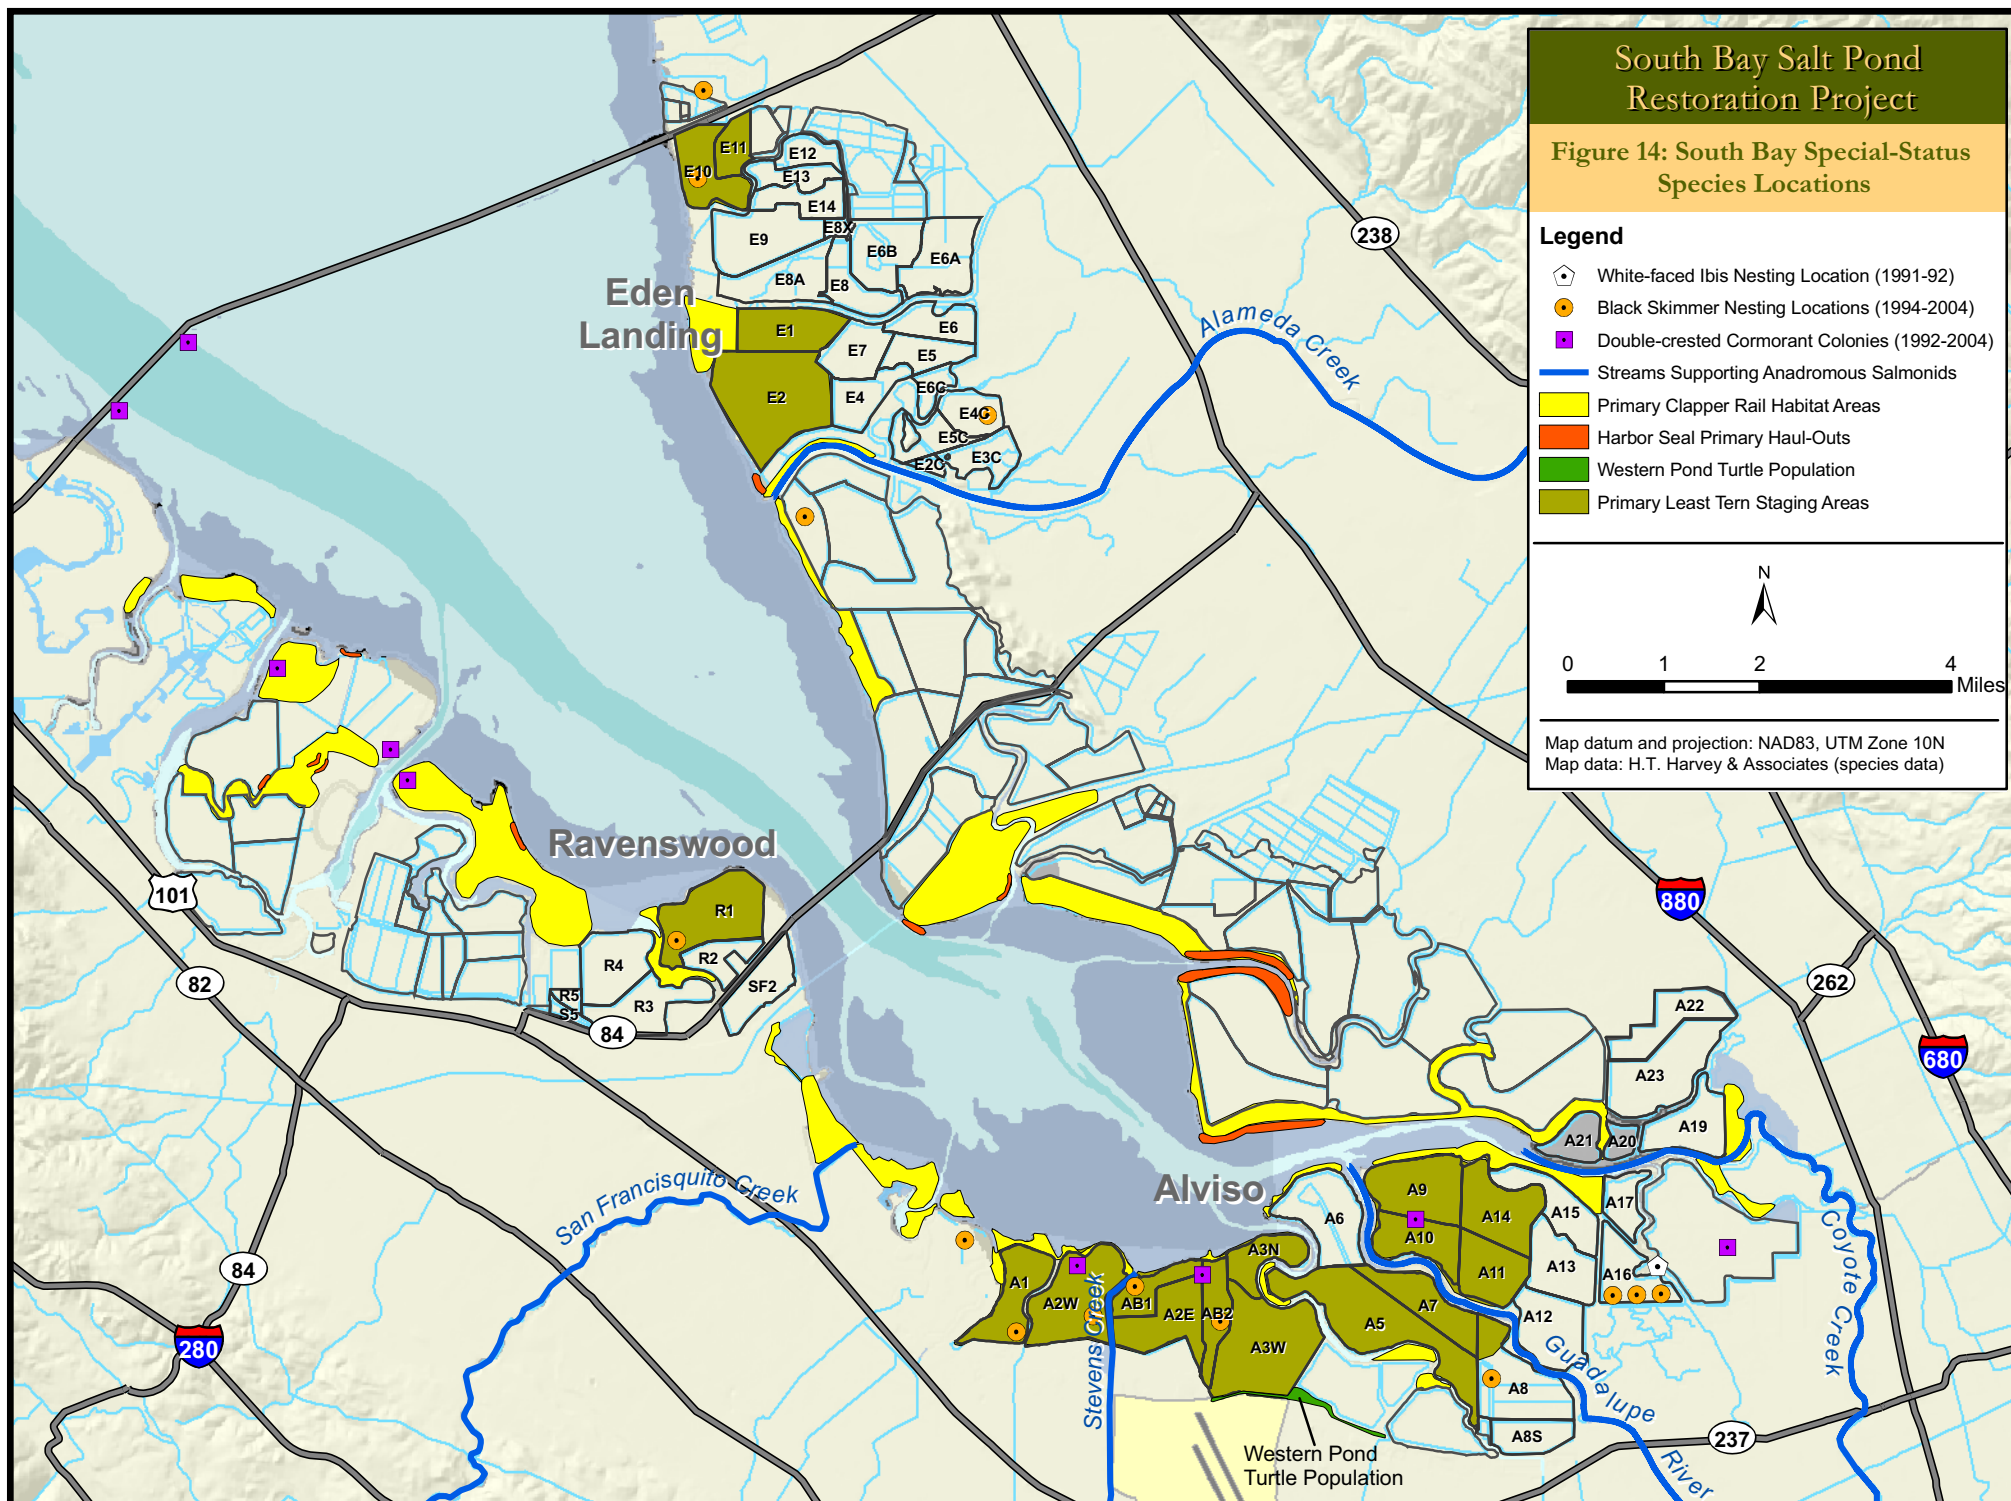 South Bay Salt Pond
Restoration Project
Figure 14: South Bay Special-Status
Species Locations
Legend
White-faced Ibis Nesting Location (1991-92)
Black Skimmer Nesting Locations (1994-2004)
Double-crested Cormorant Colonies (1992-2004)
Streams Supporting Anadromous Salmonids
Primary Clapper Rail Habitat Areas
Harbor Seal Primary Haul-Outs
Western Pond Turtle Population
Primary Least Tern Staging Areas
N
0 1 2 4
Miles
Map datum and projection: NAD83, UTM Zone 10N
Map data: H.T. Harvey & Associates (species data)
E11
E10
E12
E13
E14
E8X
E9
E6B
E6A
E8A
E8
238
Eden
Landing
E1
E6
E7
E5
E6C
E2
E4
E4C
E5C
E2C
E3C
Alameda Creek
Ravenswood
101
82
R1
R2
R4
R5
S5
R3
SF2
84
880
262
680
A22
A23
A19
A21
A20
San Francisquito Creek
Alviso
A6
A9
A10
A14
A15
A17
A11
A13
A16
A12
A1
A2W
AB1
A2E
AB2
A3N
A3W
A5
A7
A8
A8S
Stevens Creek
Guadalupe
River
Coyote Creek
84
280
237
Western Pond
Turtle Population